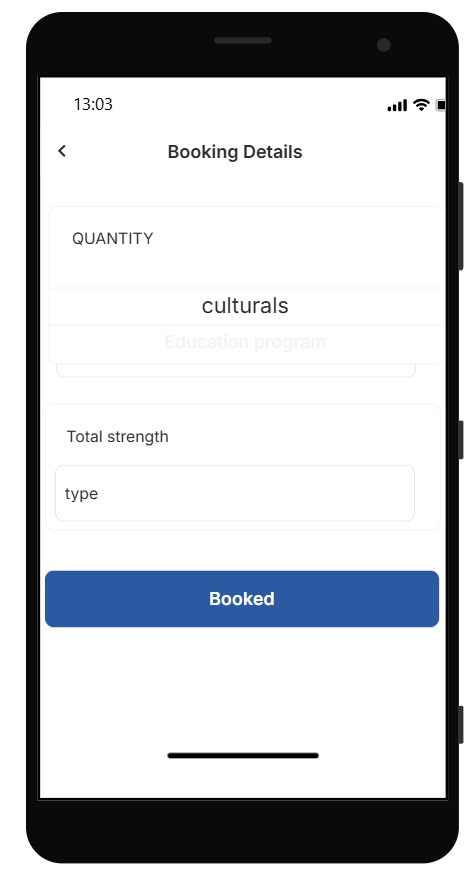 13:03
Booking Details
QUANTITY
culturals
Education program
Total strength
type
Booked